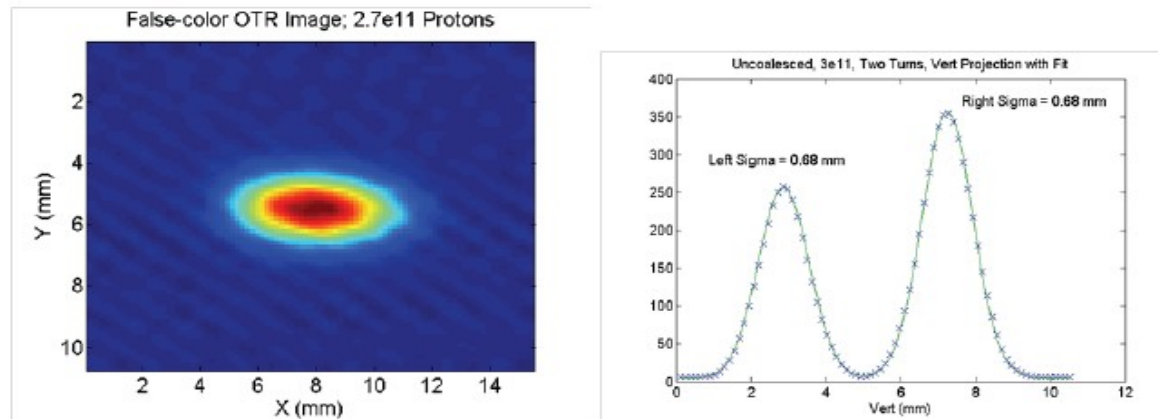 False-color OTR Image; 2.7e11 Protons
Y (mm)
2
4
6
8
10
2 4 6 8 10 12 14
X (mm)
Uncoalesced, 3e11, Two Turns, Vert Projection with Fit
400
350
300
250
200
150
100
50
0
Right Sigma = 0.68 mm
Left Sigma = 0.68 mm
0 2 4 6 8 10 12
Vert (mm)